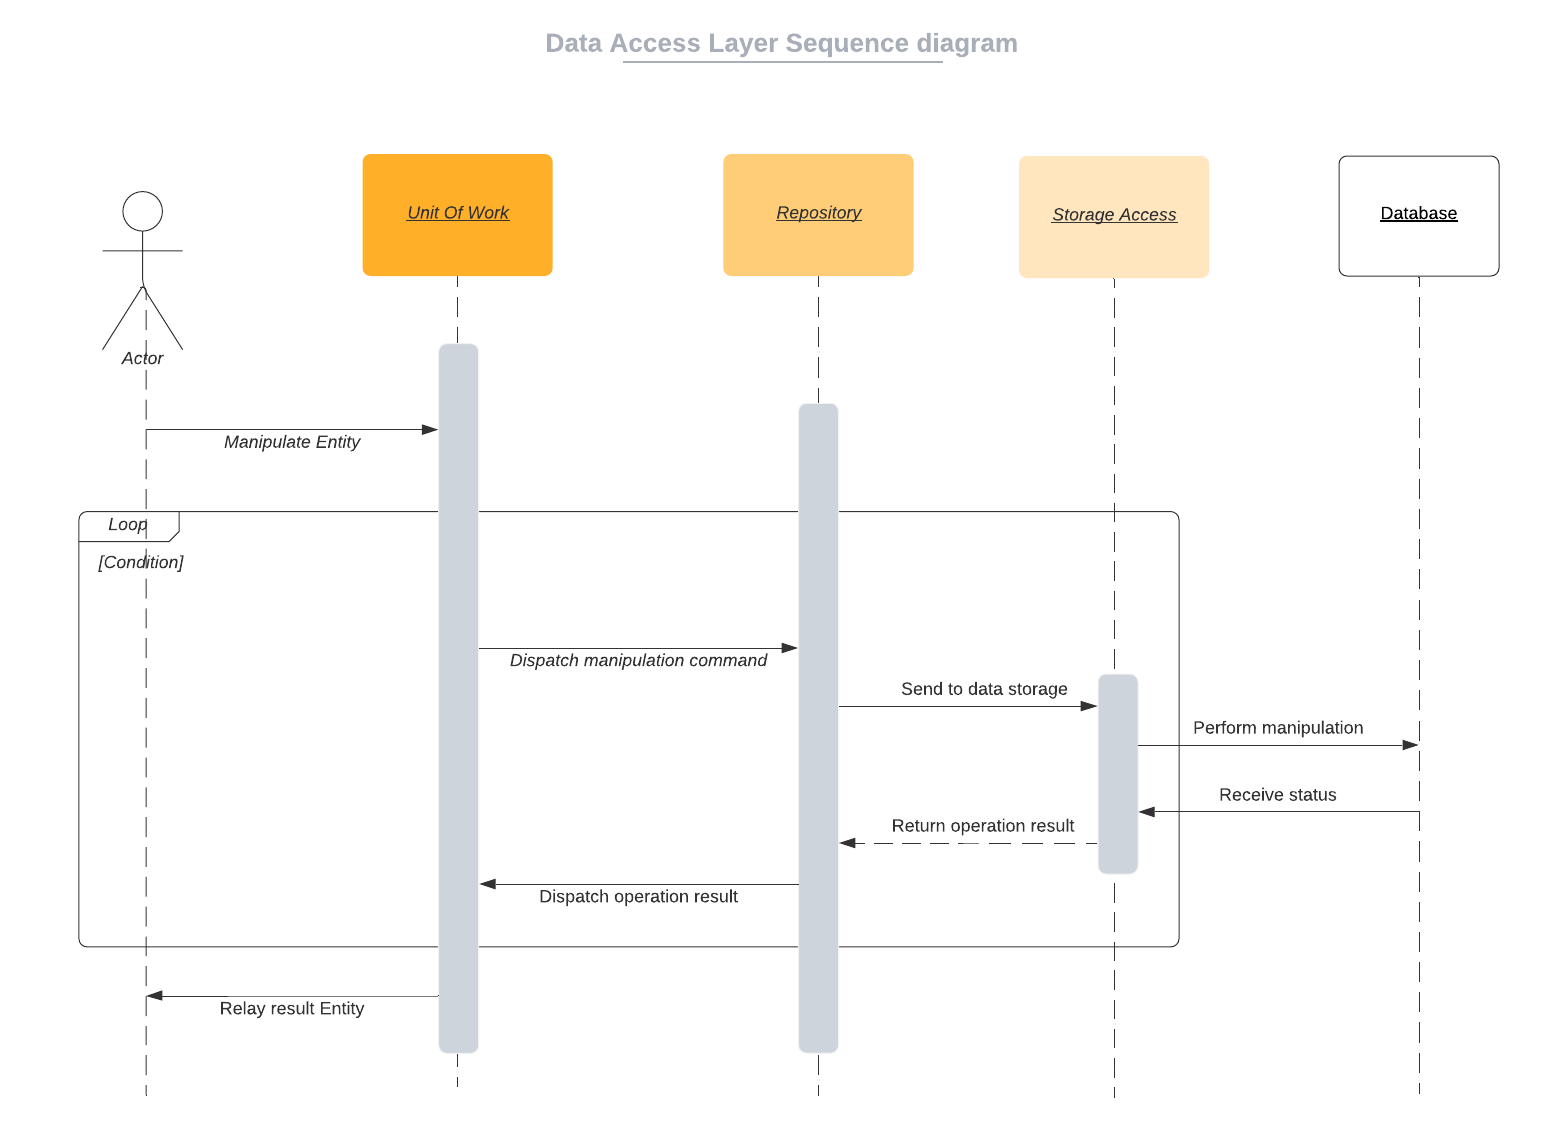 Data Access Layer Sequence diagram
Unit Of Work
Repository
Storage Access
Database
Actor
Manipulate Entity
Loop
[Condition]
Dispatch manipulation command
Send to data storage
Perform manipulation
Receive status
Return operation result
Dispatch operation result
Relay result Entity